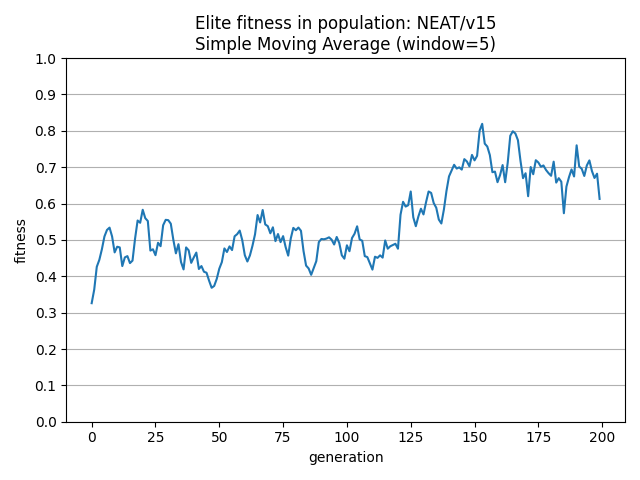 Elite fitness in population: NEAT/v15
Simple Moving Average (window=5)
1.0
0.9
0.8
0.7
0.6
0.5
0.4
0.3
0.2
0.1
0.0
fitness
0 25 50 75 100 125 150 175 200
generation